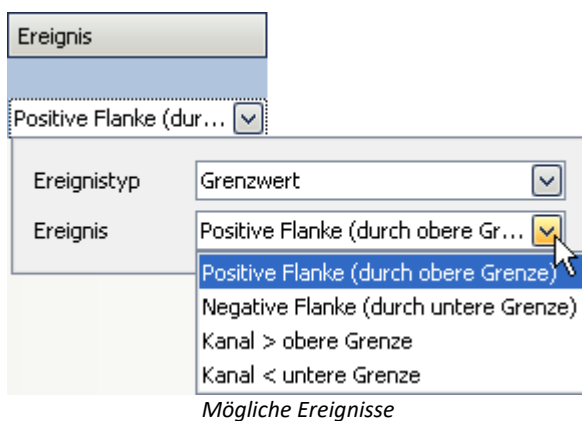 Ereignis
Positive Flanke (dur...
Ereignistyp Grenzwert
Ereignis Positive Flanke (durch obere Gr...
Positive Flanke (durch obere Grenze)
Negative Flanke (durch untere Grenze)
Kanal > obere Grenze
Kanal < untere Grenze
Mögliche Ereignisse